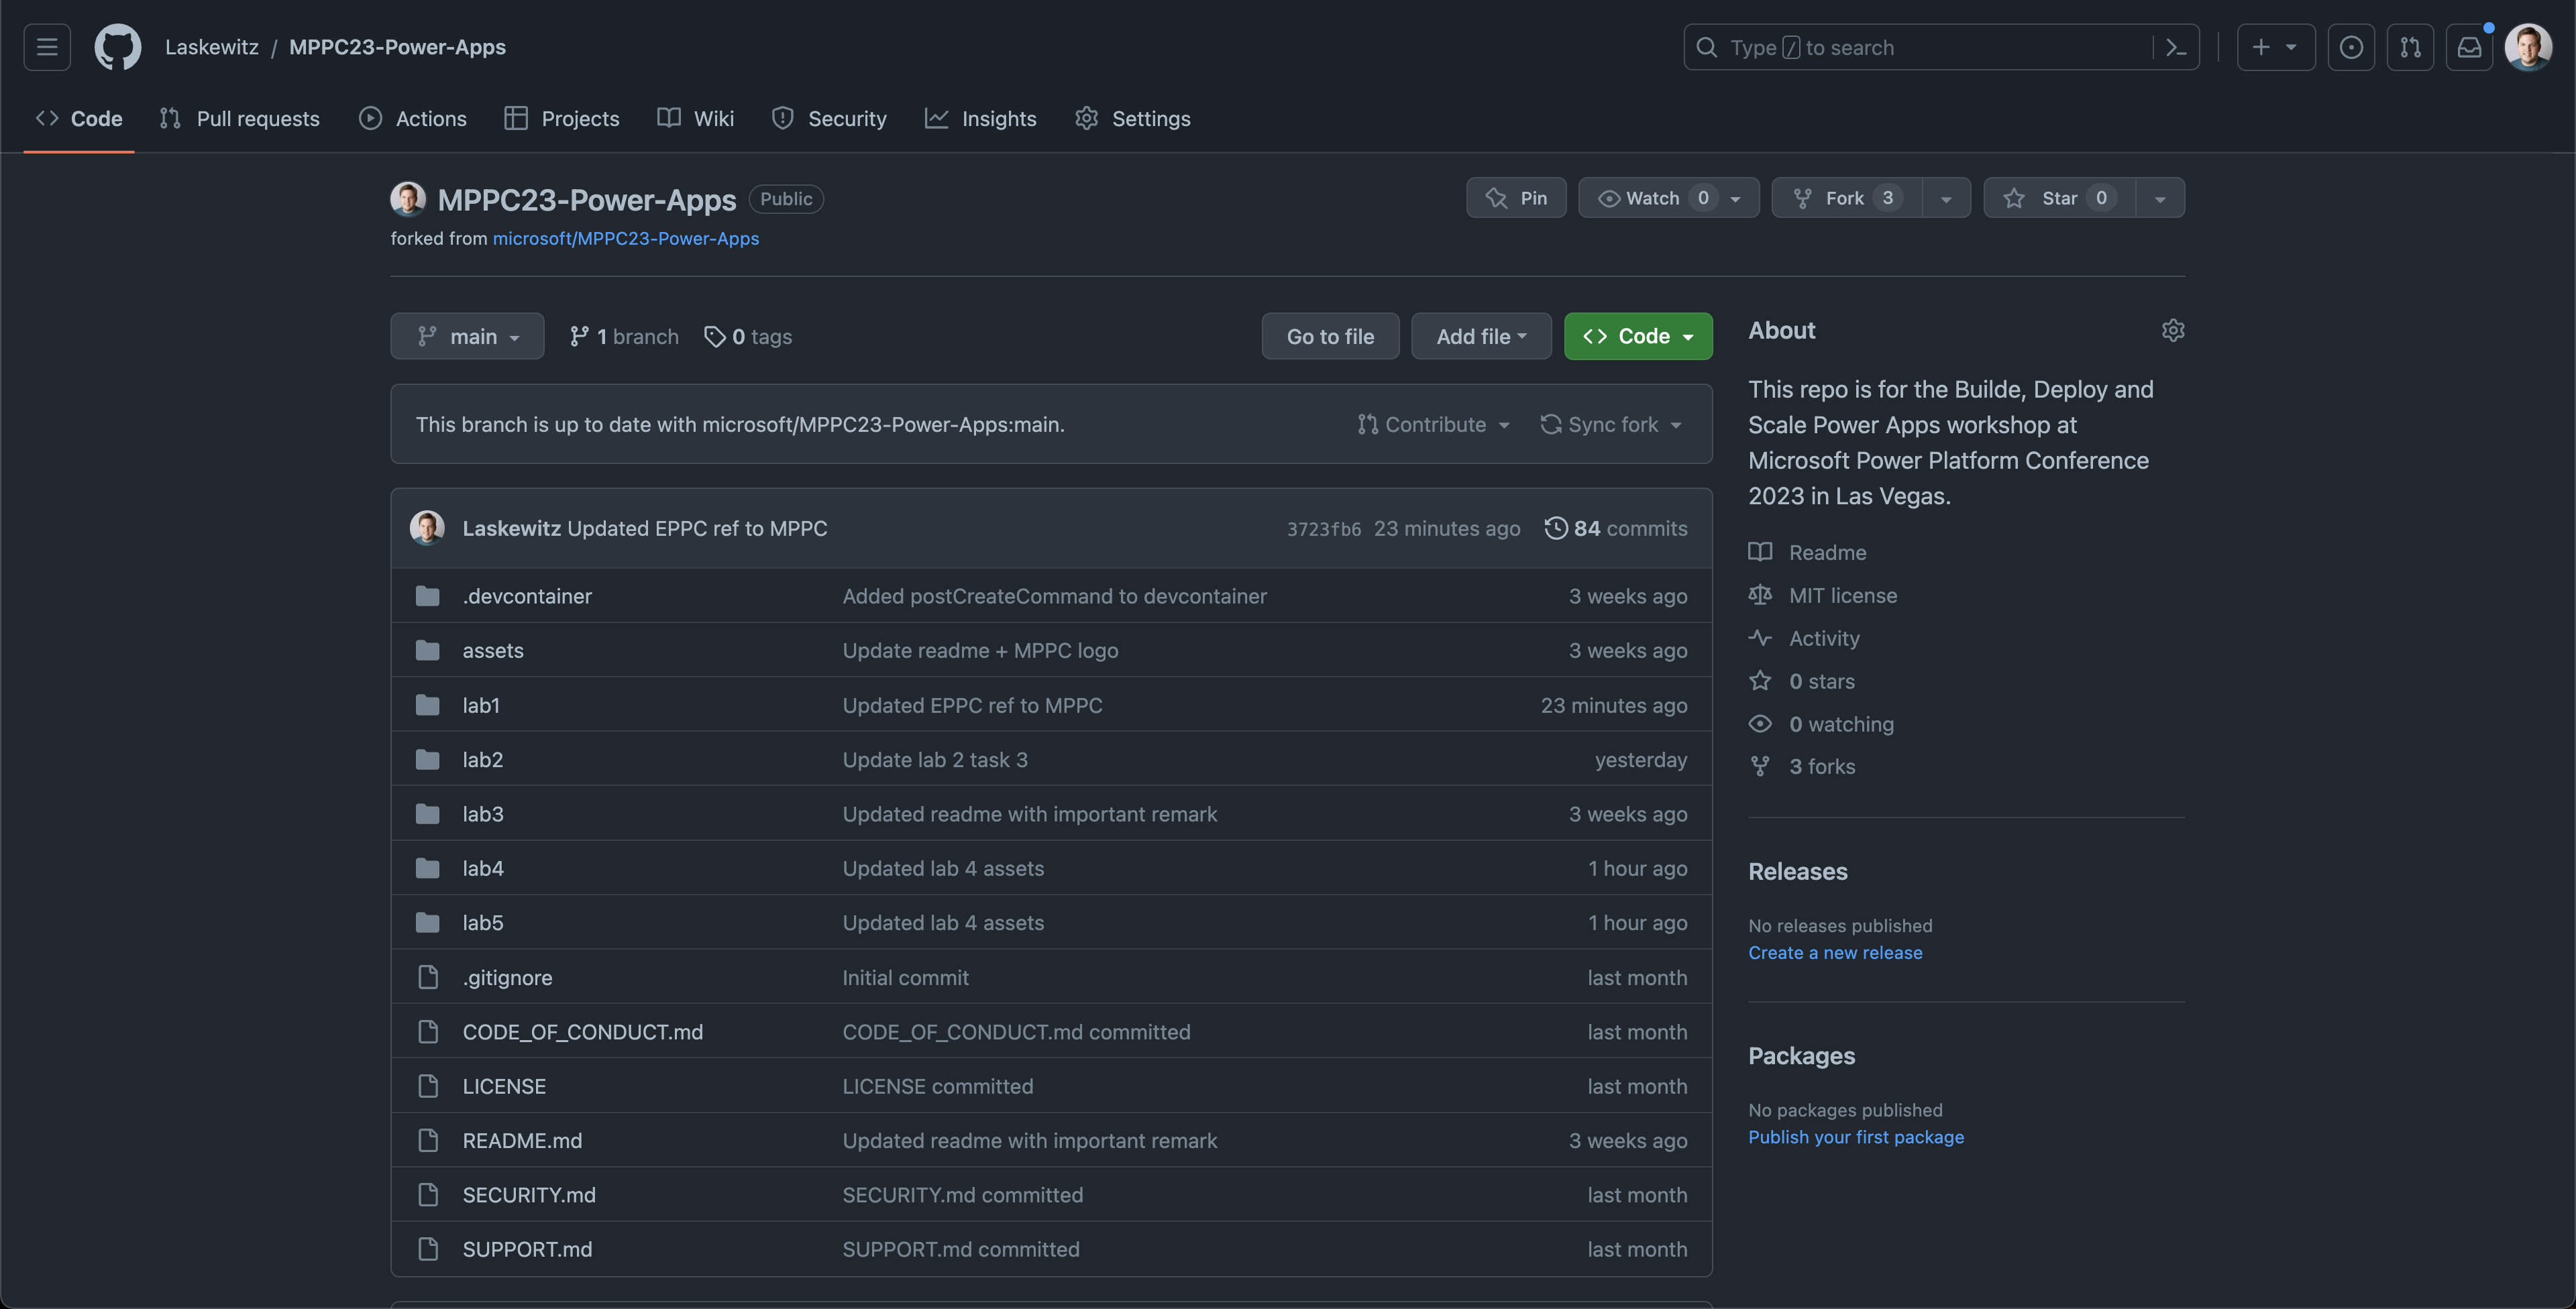 Laskewitz / MPPC23-Power-Apps
Type / to search
Code Pull requests Actions Projects Wiki Security Insights Settings
MPPC23-Power-Apps Public
Pin Watch 0 Fork 3 Star 0
forked from microsoft/MPPC23-Power-Apps
main 1 branch 0 tags Go to file Add file Code
This branch is up to date with microsoft/MPPC23-Power-Apps:main. Contribute Sync fork
Laskewitz Updated EPPC ref to MPPC 3723fb6 23 minutes ago 84 commits
.devcontainer Added postCreateCommand to devcontainer 3 weeks ago
assets Update readme + MPPC logo 3 weeks ago
lab1 Updated EPPC ref to MPPC 23 minutes ago
lab2 Update lab 2 task 3 yesterday
lab3 Updated readme with important remark 3 weeks ago
lab4 Updated lab 4 assets 1 hour ago
lab5 Updated lab 4 assets 1 hour ago
.gitignore Initial commit last month
CODE_OF_CONDUCT.md CODE_OF_CONDUCT.md committed last month
LICENSE LICENSE committed last month
README.md Updated readme with important remark 3 weeks ago
SECURITY.md SECURITY.md committed last month
SUPPORT.md SUPPORT.md committed last month
About
This repo is for the Builde, Deploy and
Scale Power Apps workshop at
Microsoft Power Platform Conference
2023 in Las Vegas.
Readme
MIT license
Activity
0 stars
0 watching
3 forks
Releases
No releases published
Create a new release
Packages
No packages published
Publish your first package